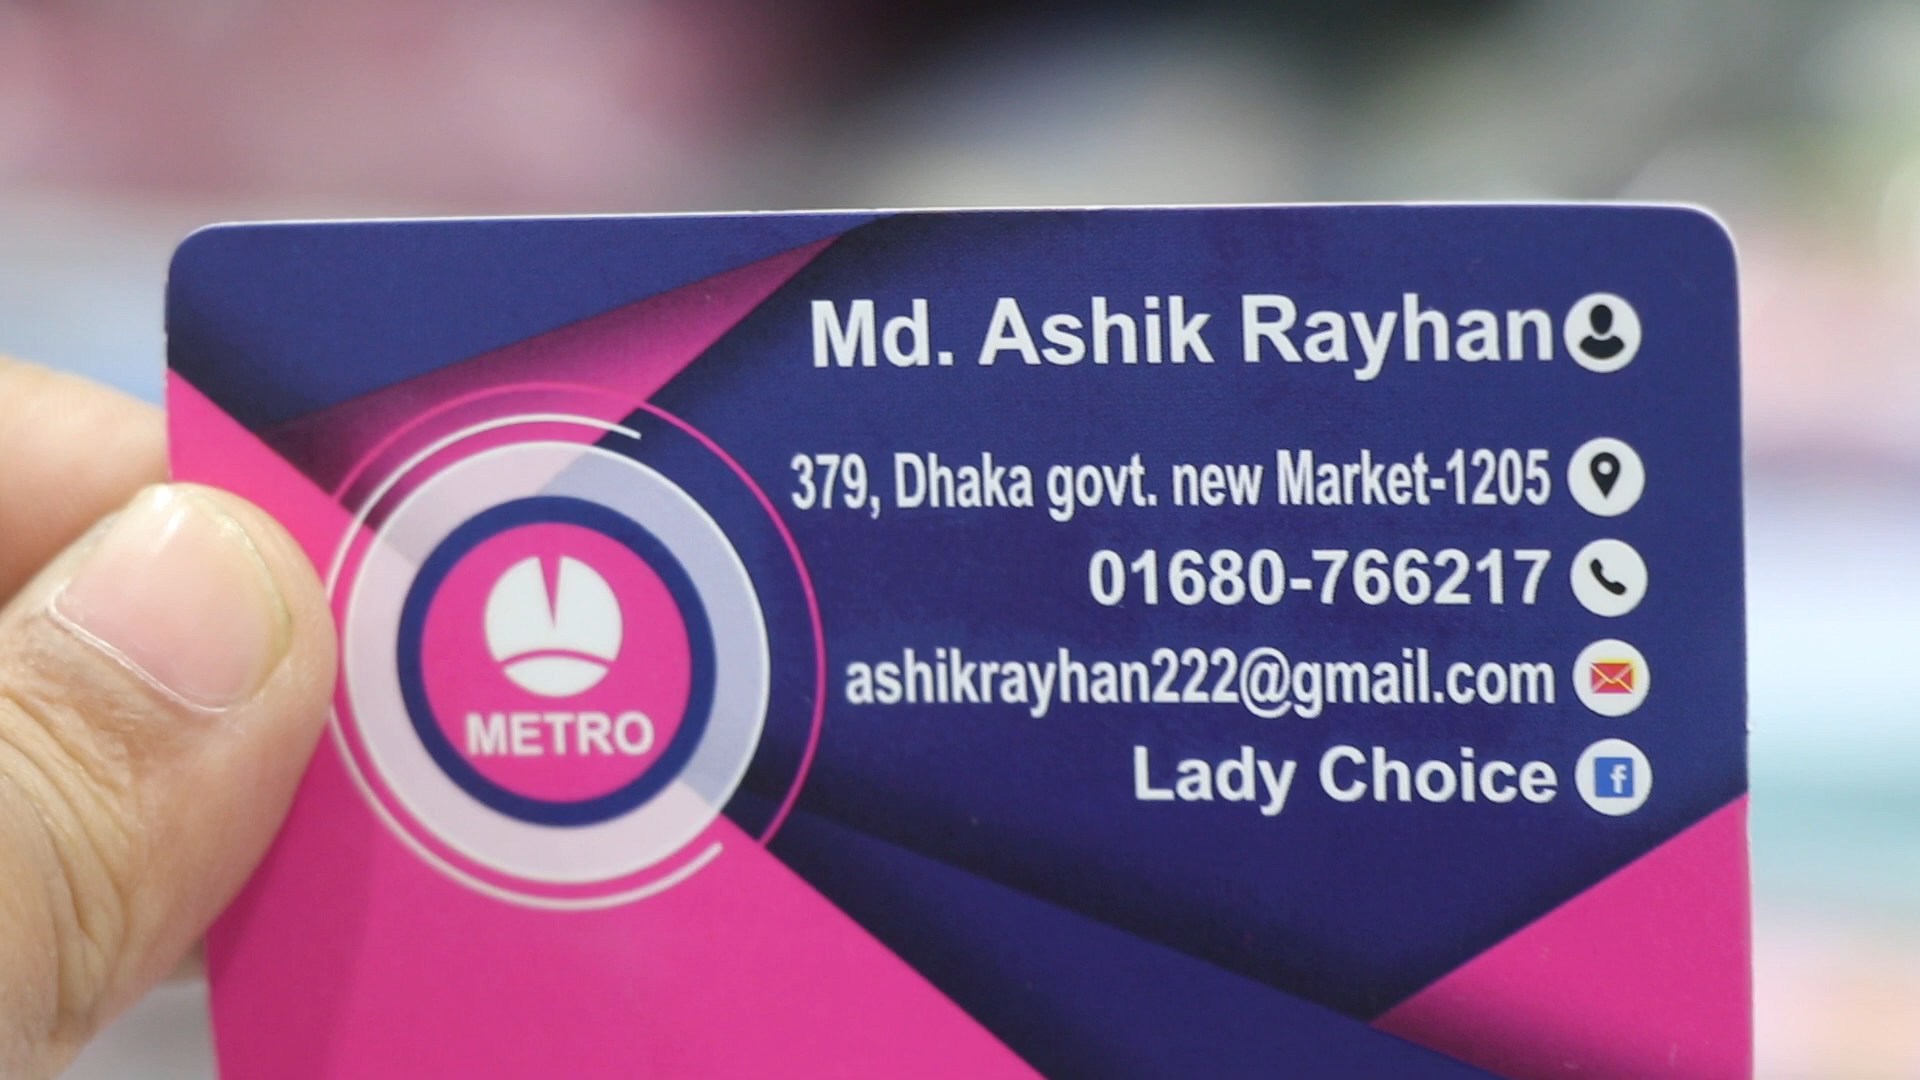 Md. Ashik Rayhan
379, Dhaka govt. new Market-1205
01680-766217
ashikrayhan222@gmail.com
Lady Choice
METRO